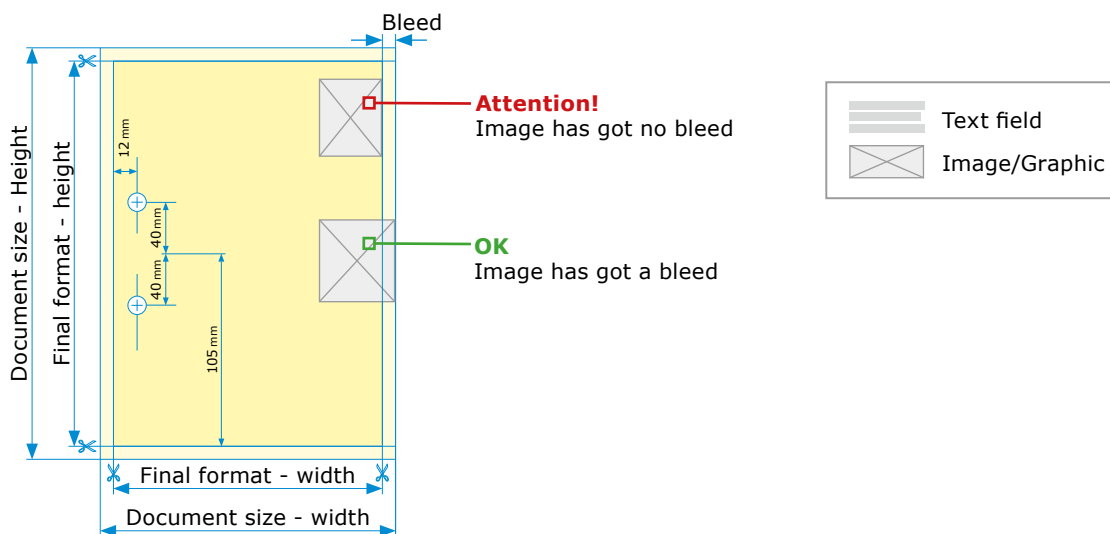 Bleed
Attention!
Image has got no bleed
Text field
Image/Graphic
12 mm
Document size - Height
Final format - height
40 mm
40 mm
OK
Image has got a bleed
105 mm
Final format - width
Document size - width